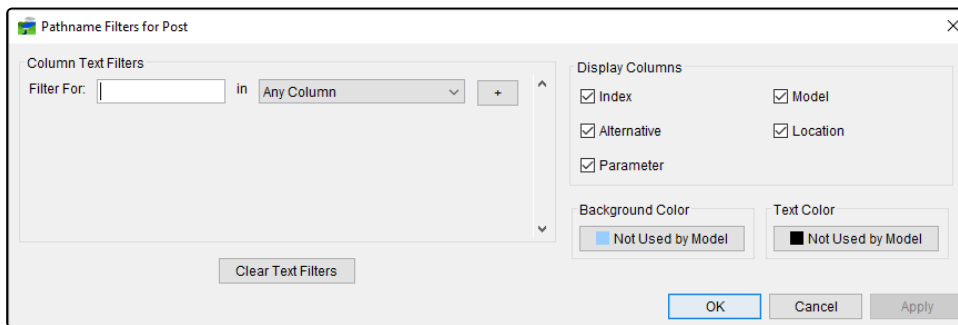 Pathname Filters for Post
Column Text Filters
Filter For: in Any Column +
Clear Text Filters
Display Columns
Index Model
Alternative Location
Parameter
Background Color Text Color
Not Used by Model Not Used by Model
OK Cancel Apply